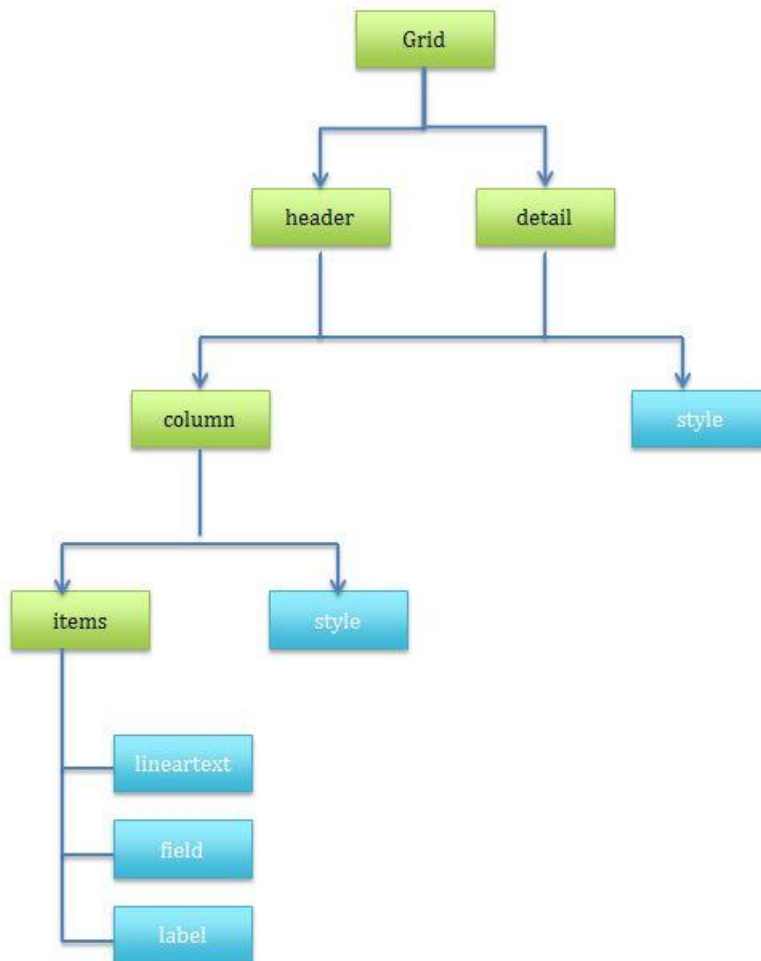 Grid
header
detail
column
style
items
style
lineartext
field
label